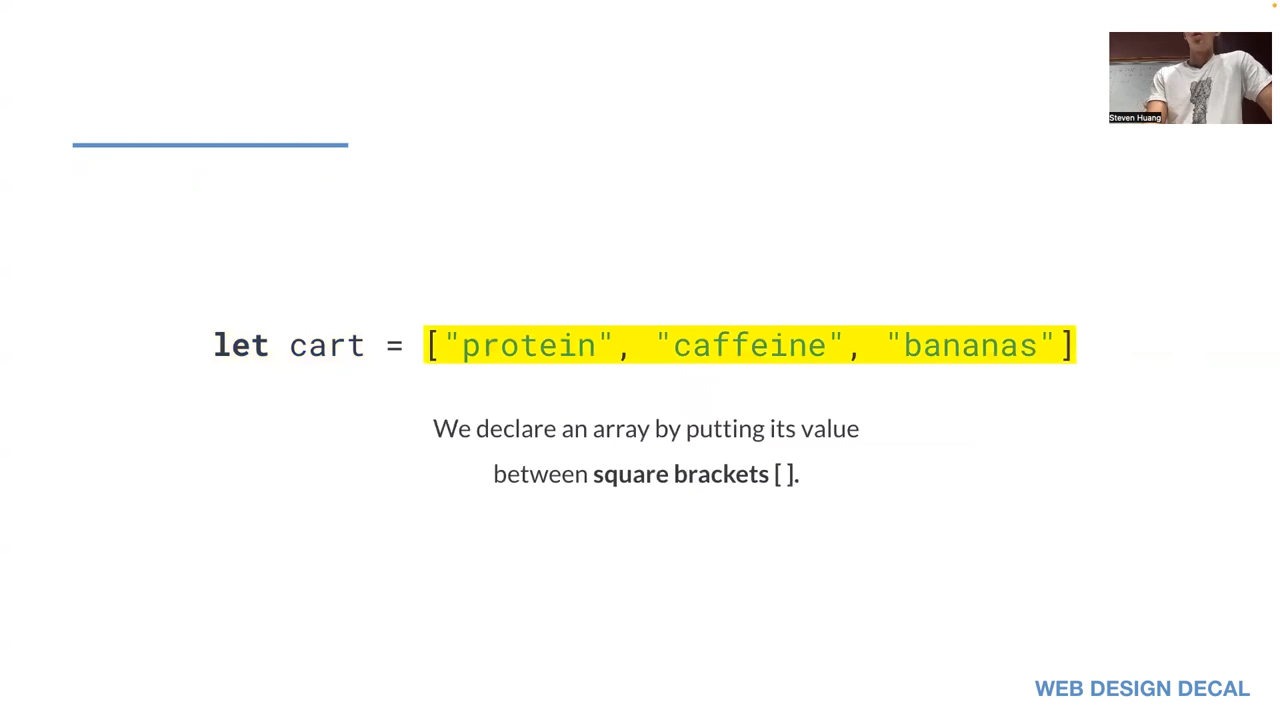 Steven Huang
let cart = ["protein", "caffeine", "bananas"]
We declare an array by putting its value
between square brackets [ ].
WEB DESIGN DECAL